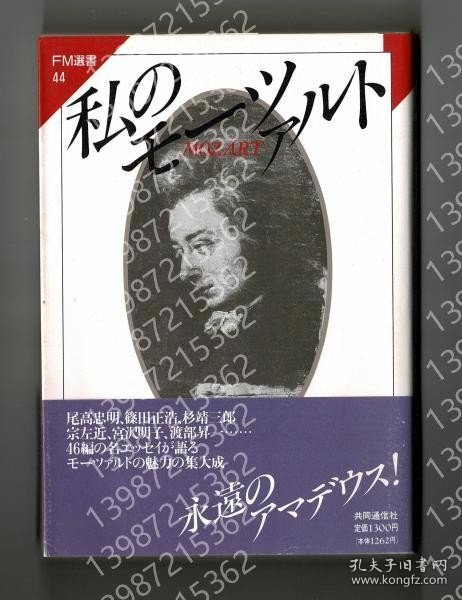 FM選書
44
私の
モーツァルト
MOZART
尾高忠明、篠田正浩、杉靖三郎
宗左近、宮沢明子、渡部昇一……
46編の名エッセイが語る
モーツァルトの魅力の集大成
永遠の
アマデウス!
共同通信社
定価1300円
(本体1262円)
13987215362
孔夫子旧书网
www.kongfz.com